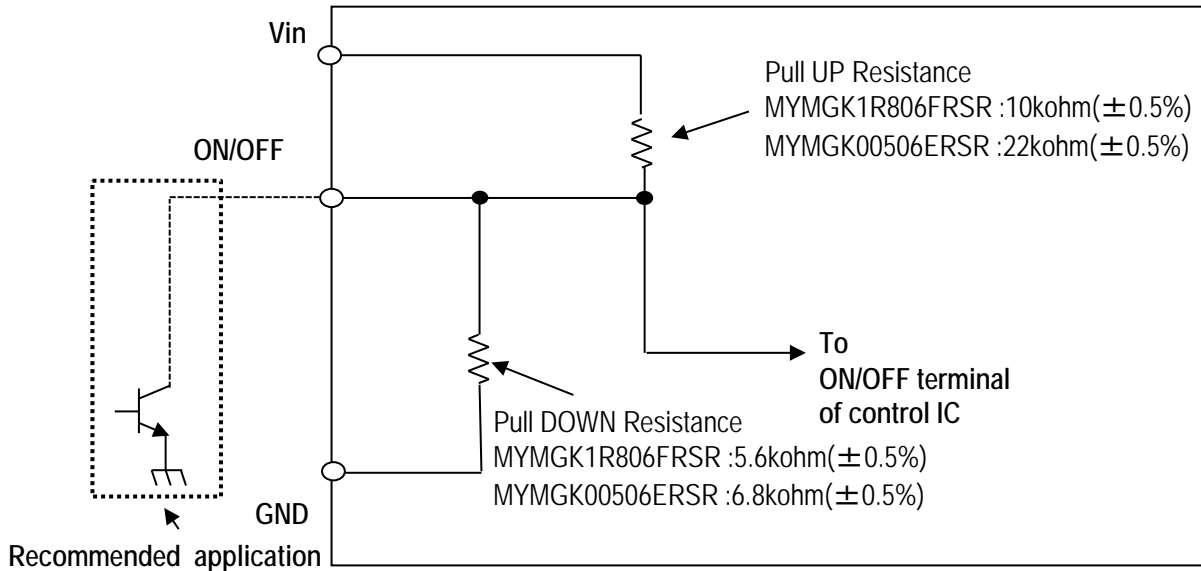 Vin
Pull UP Resistance
MYMGK1R806FRSR :10kohm(±0.5%)
MYMGK00506ERSR :22kohm(±0.5%)
ON/OFF
To
ON/OFF terminal
of control IC
Pull DOWN Resistance
MYMGK1R806FRSR :5.6kohm(±0.5%)
MYMGK00506ERSR :6.8kohm(±0.5%)
GND
Recommended application